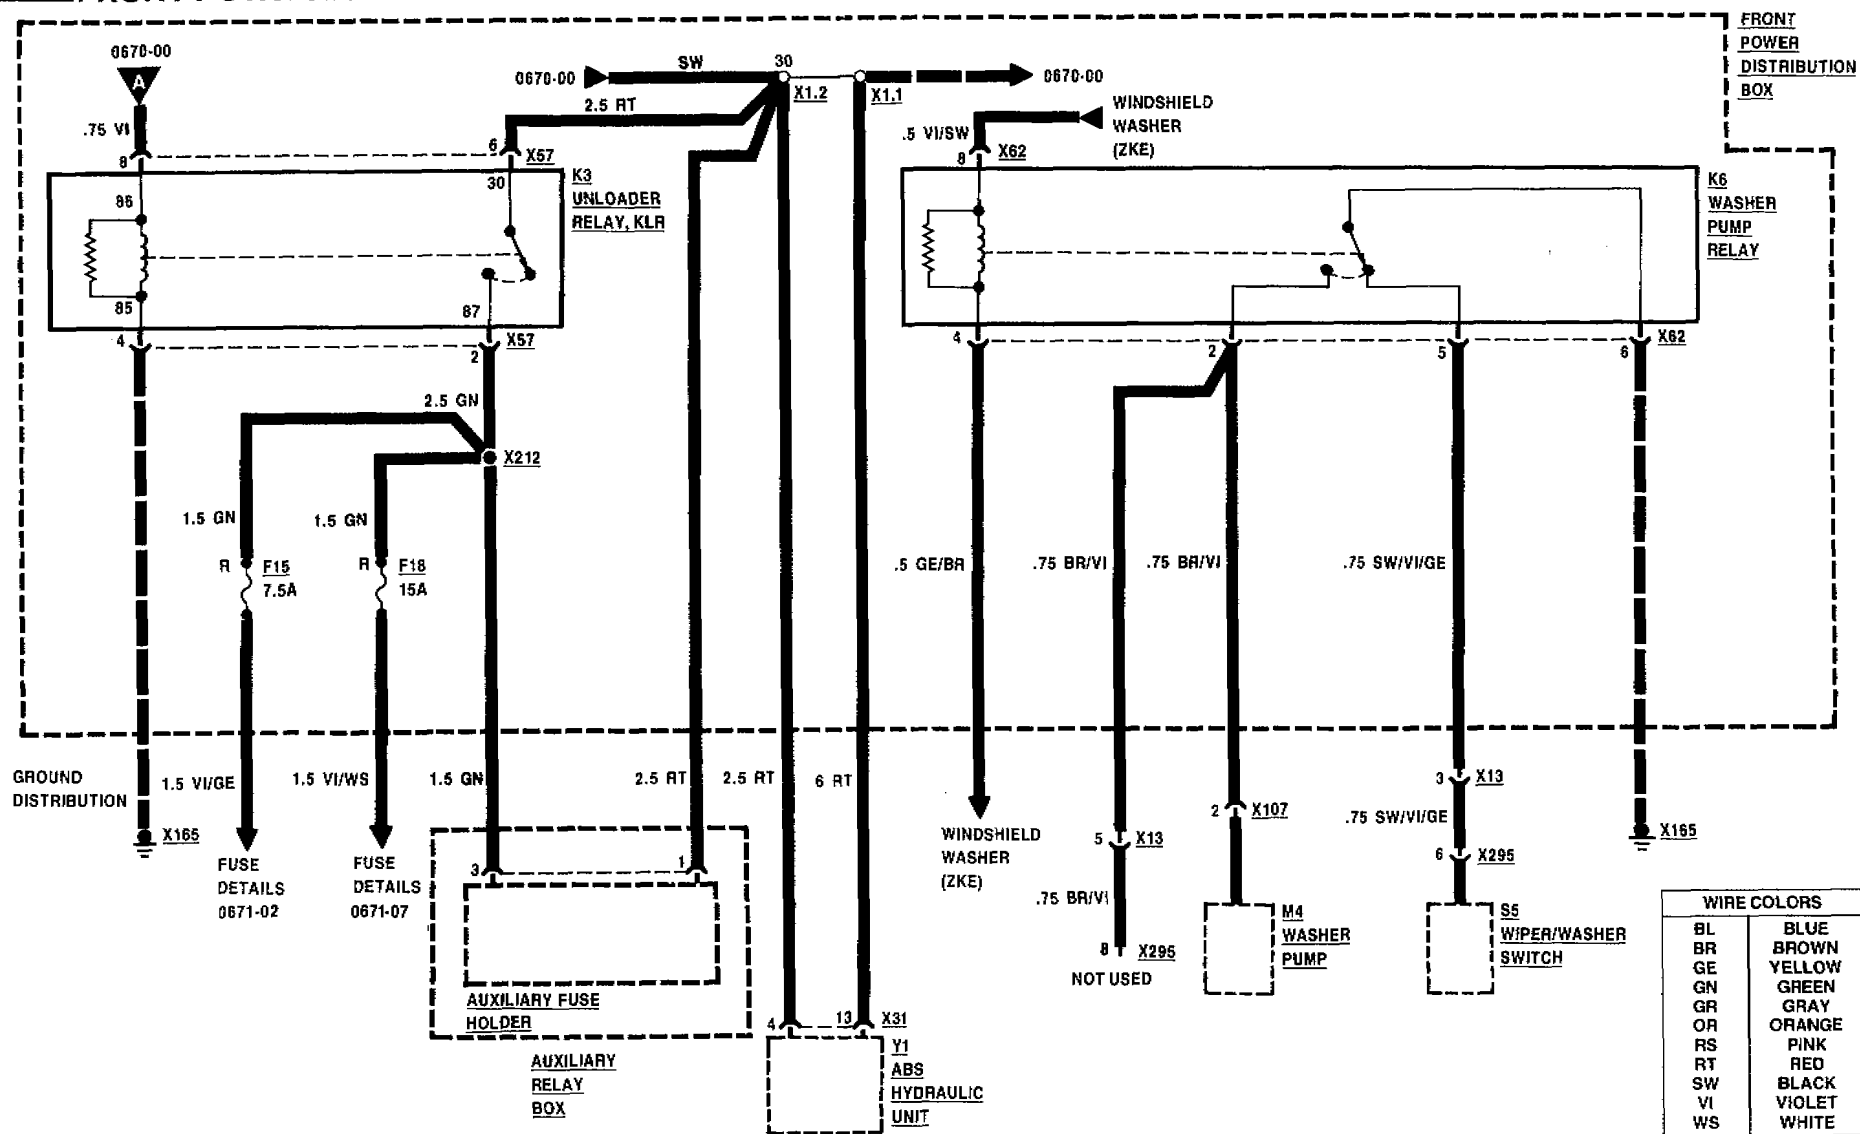 FRONT
POWER
DISTRIBUTION
BOX
0670-00
A
.75 VI
8
0670-00
SW
30
X1.2
X1.1
0670-00
2.5 RT
6
X57
WINDSHIELD
WASHER
(ZKE)
.5 VI/SW
8
X62
K3
UNLOADER
RELAY, KLR
30
86
85
87
K6
WASHER
PUMP
RELAY
4
2
X57
4
2
5
6
X62
2.5 GN
X212
1.5 GN
1.5 GN
R
F15
7.5A
R
F18
15A
.5 GE/BR
.75 BR/VI
.75 BR/VI
.75 SW/VI/GE
GROUND
DISTRIBUTION
1.5 VI/GE
1.5 VI/WS
1.5 GN
2.5 RT
2.5 RT
6 RT
X165
FUSE
DETAILS
0671-02
FUSE
DETAILS
0671-07
3
1
AUXILIARY FUSE
HOLDER
AUXILIARY
RELAY
BOX
4
13
X31
Y1
ABS
HYDRAULIC
UNIT
WINDSHIELD
WASHER
(ZKE)
5
X13
.75 BR/VI
8
X295
NOT USED
2
X107
M4
WASHER
PUMP
3
X13
.75 SW/VI/GE
6
X295
S5
WIPER/WASHER
SWITCH
X165
WIRE COLORS
BL BLUE
BR BROWN
GE YELLOW
GN GREEN
GR GRAY
OR ORANGE
RS PINK
RT RED
SW BLACK
VI VIOLET
WS WHITE